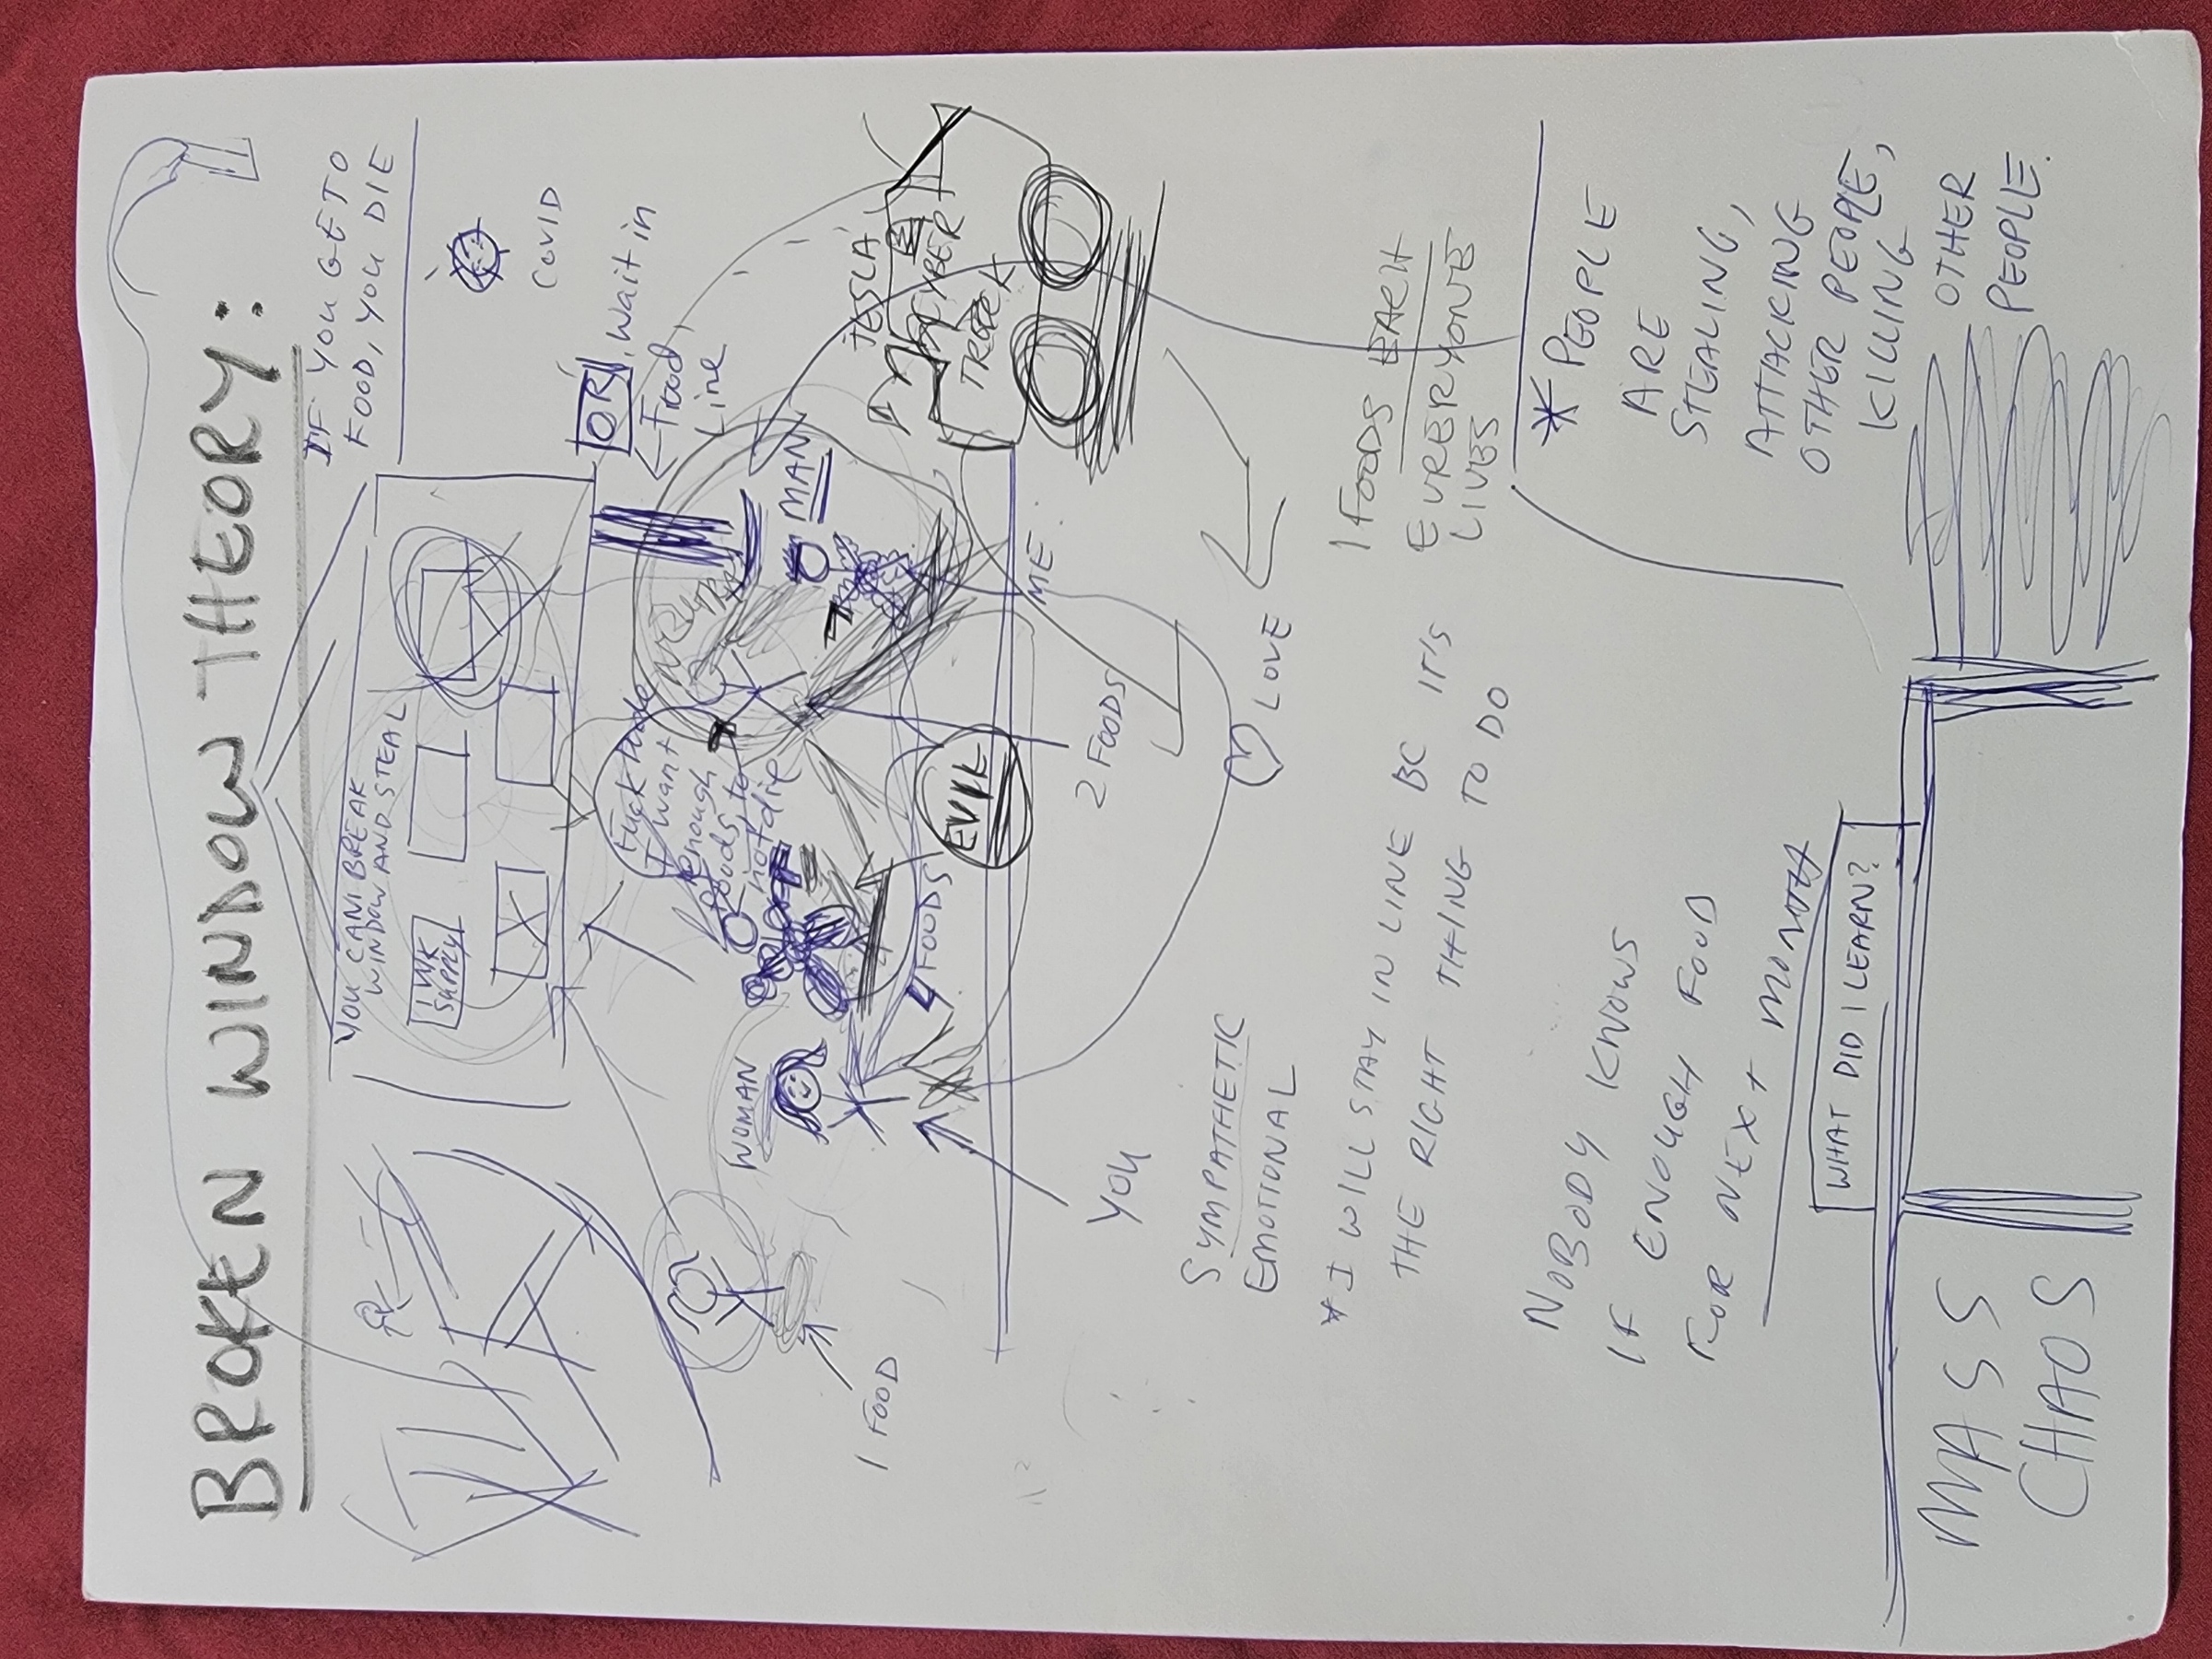 BROKEN WINDOW THEORY:
IF YOU GET 0
FOOD, YOU DIE
YOU CAN BREAK
WINDOW AND STEAL
1 WK
SUPPLY
COVID
OR, Wait in
Food
Line
Fuck dude
I want
enough
foods to
not die
NEUTRAL
WOMAN
MAN
1 FOOD
FOODS
EVIL
TESLA
CYBER
TRUCK
ME
2 FOODS
YOU
SYMPATHETIC
EMOTIONAL
LOVE
* I WILL STAY IN LINE BC IT'S
THE RIGHT THING TO DO
1 FOODS EACH
EVRERYONE
LIVES
NOBODY KNOWS
IF ENOUGH FOOD
FOR NEXT MONTH
* PEOPLE
ARE
STEALING,
ATTACKING
OTHER PEOPLE,
KILLING
OTHER
PEOPLE.
WHAT DID I LEARN?
MASS
CHAOS